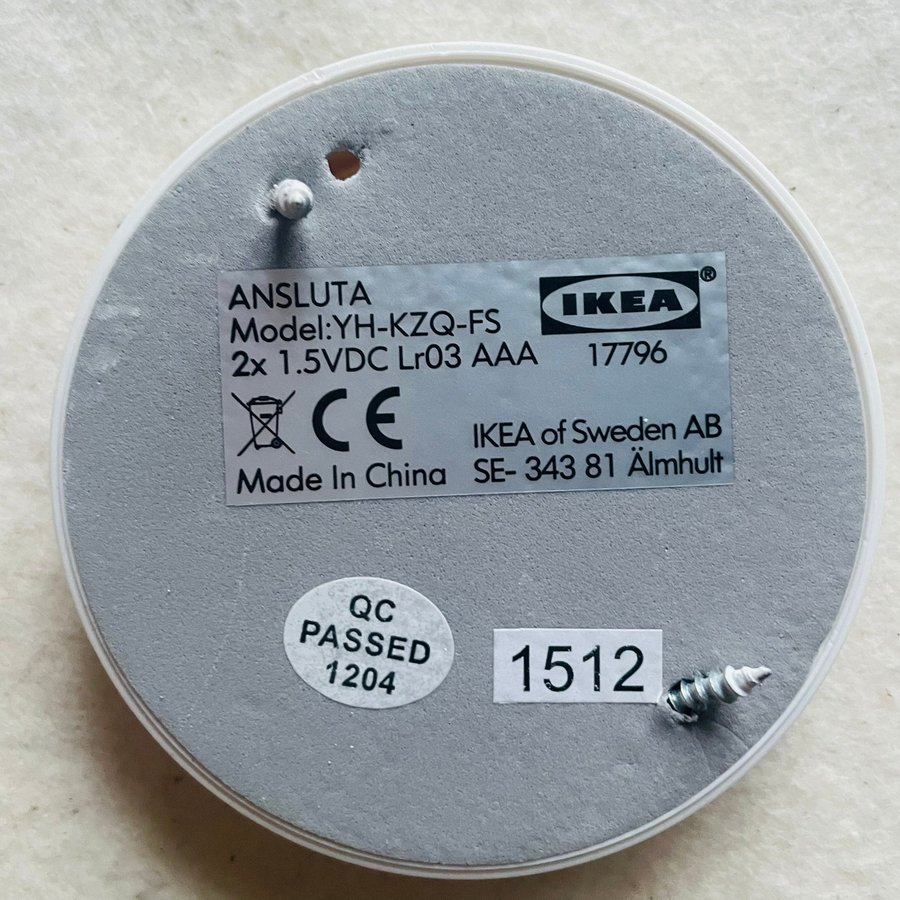 ANSLUTA
Model:YH-KZQ-FS
2x 1.5VDC Lr03 AAA
IKEA®
17796
CE
Made In China
IKEA of Sweden AB
SE- 343 81 Älmhult
QC
PASSED
1204
1512